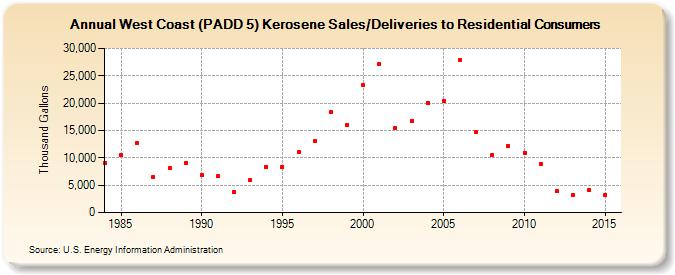 Annual West Coast (PADD 5) Kerosene Sales/Deliveries to Residential Consumers
Thousand Gallons
30,000
25,000
20,000
15,000
10,000
5,000
0
1985 1990 1995 2000 2005 2010 2015
Source: U.S. Energy Information Administration